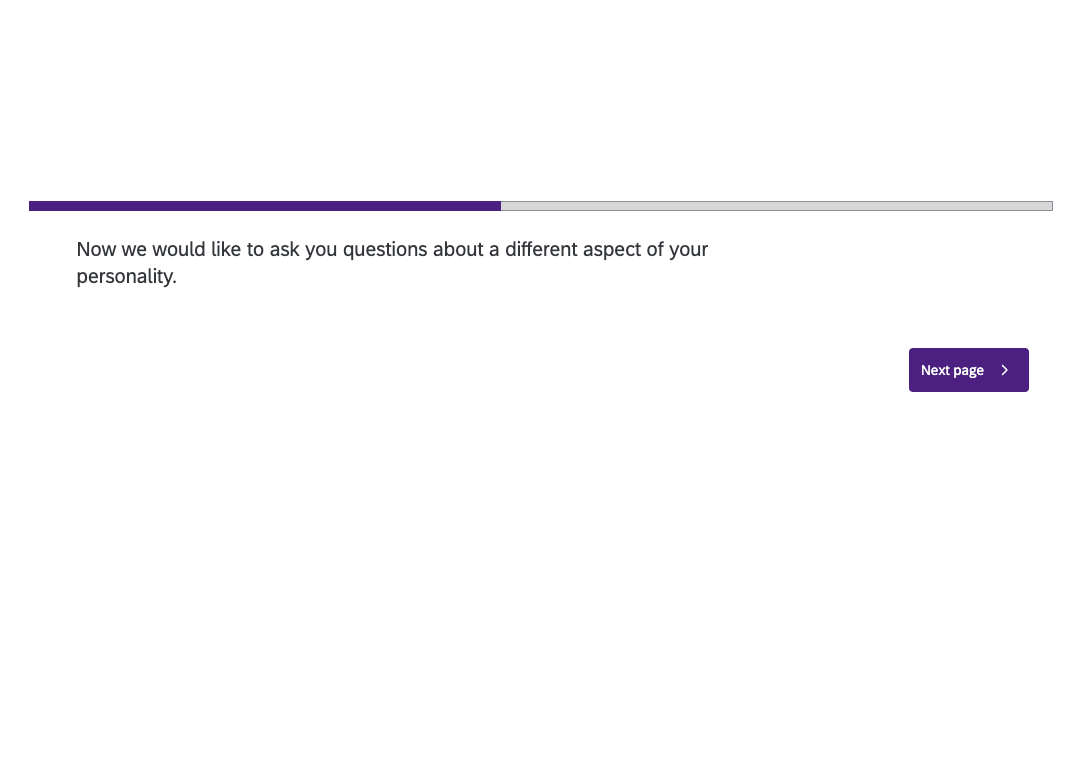 Now we would like to ask you questions about a different aspect of your
personality.
Next page